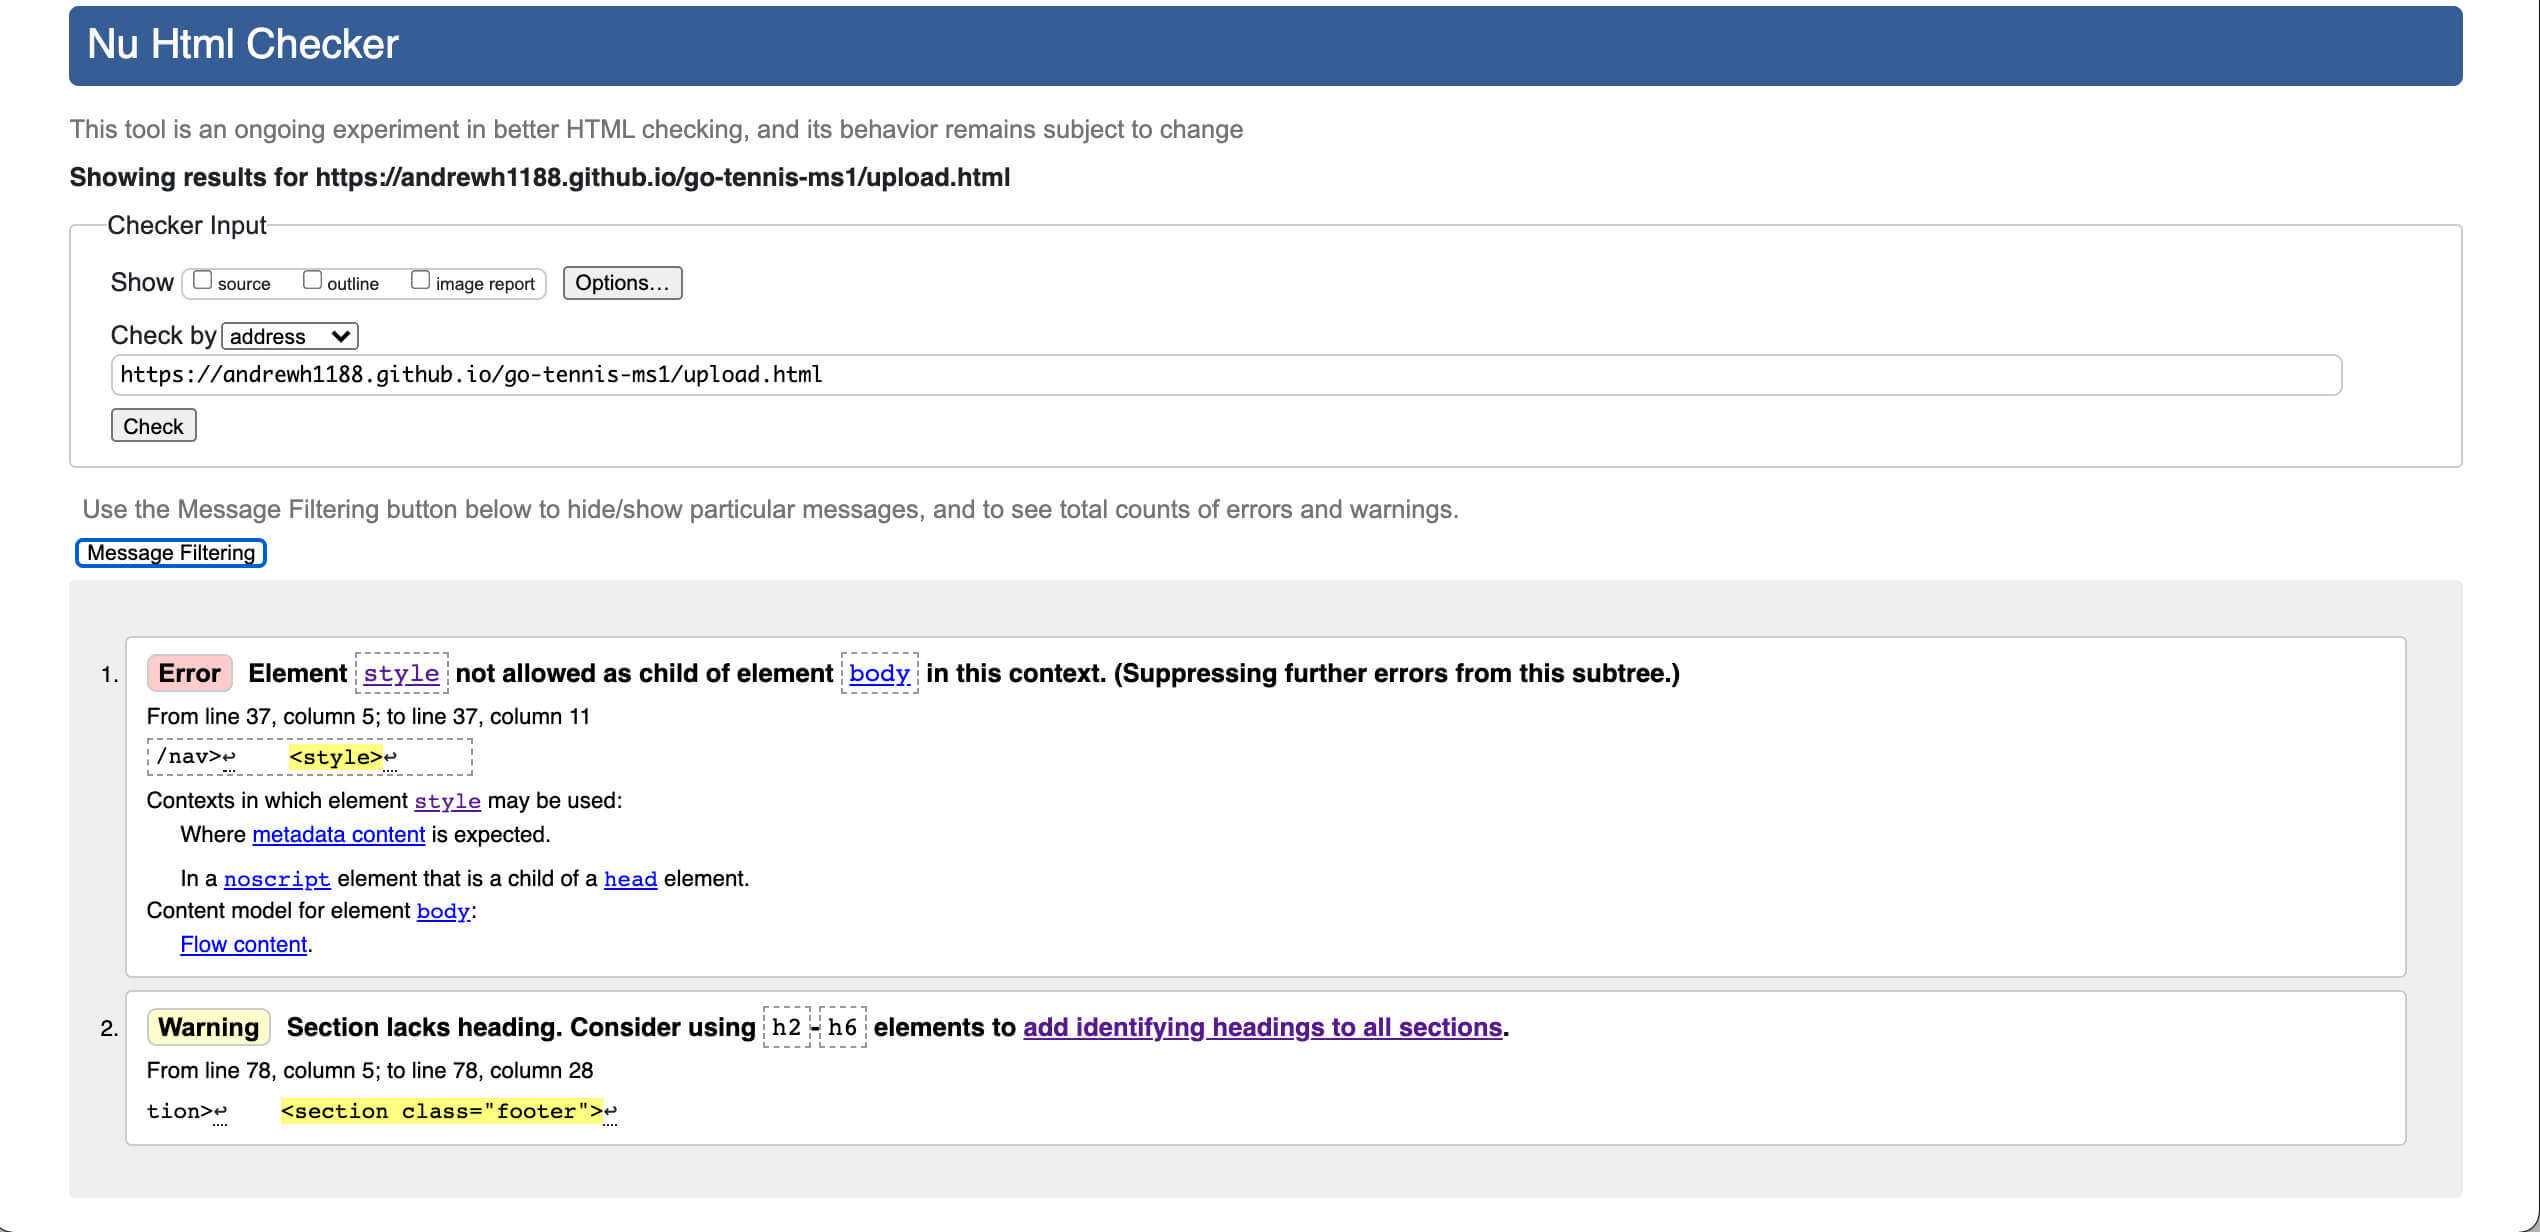 Nu Html Checker
This tool is an ongoing experiment in better HTML checking, and its behavior remains subject to change
Showing results for https://andrewh1188.github.io/go-tennis-ms1/upload.html
Checker Input
Show source outline image report Options...
Check by address
https://andrewh1188.github.io/go-tennis-ms1/upload.html
Check
Use the Message Filtering button below to hide/show particular messages, and to see total counts of errors and warnings.
Message Filtering
1. Error Element style not allowed as child of element body in this context. (Suppressing further errors from this subtree.)
From line 37, column 5; to line 37, column 11
/nav>↩ <style>↩
Contexts in which element style may be used:
Where metadata content is expected.
In a noscript element that is a child of a head element.
Content model for element body:
Flow content.
2. Warning Section lacks heading. Consider using h2-h6 elements to add identifying headings to all sections.
From line 78, column 5; to line 78, column 28
tion>↩ <section class="footer">↩